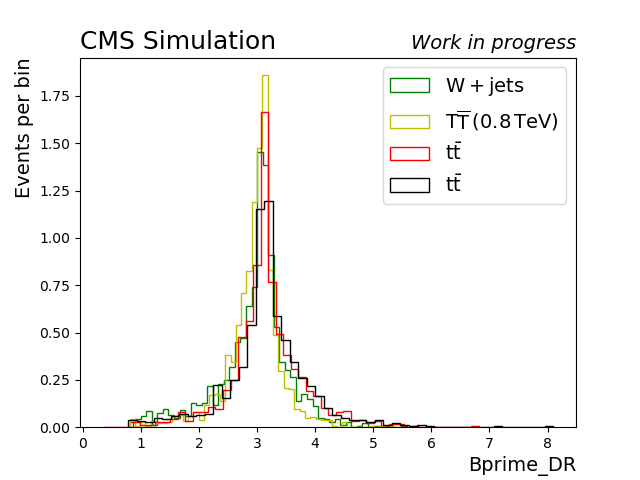 CMS Simulation
Work in progress
Events per bin
1.75
1.50
1.25
1.00
0.75
0.50
0.25
0.00
W + jets
TT̅ (0.8 TeV)
tt̄
tt̄
0 1 2 3 4 5 6 7 8
Bprime_DR